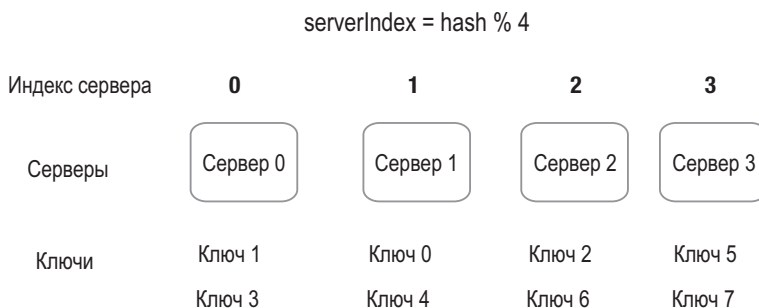 serverIndex = hash % 4
Индекс сервера 0 1 2 3
Серверы Сервер 0 Сервер 1 Сервер 2 Сервер 3
Ключи Ключ 1 Ключ 0 Ключ 2 Ключ 5
Ключ 3 Ключ 4 Ключ 6 Ключ 7